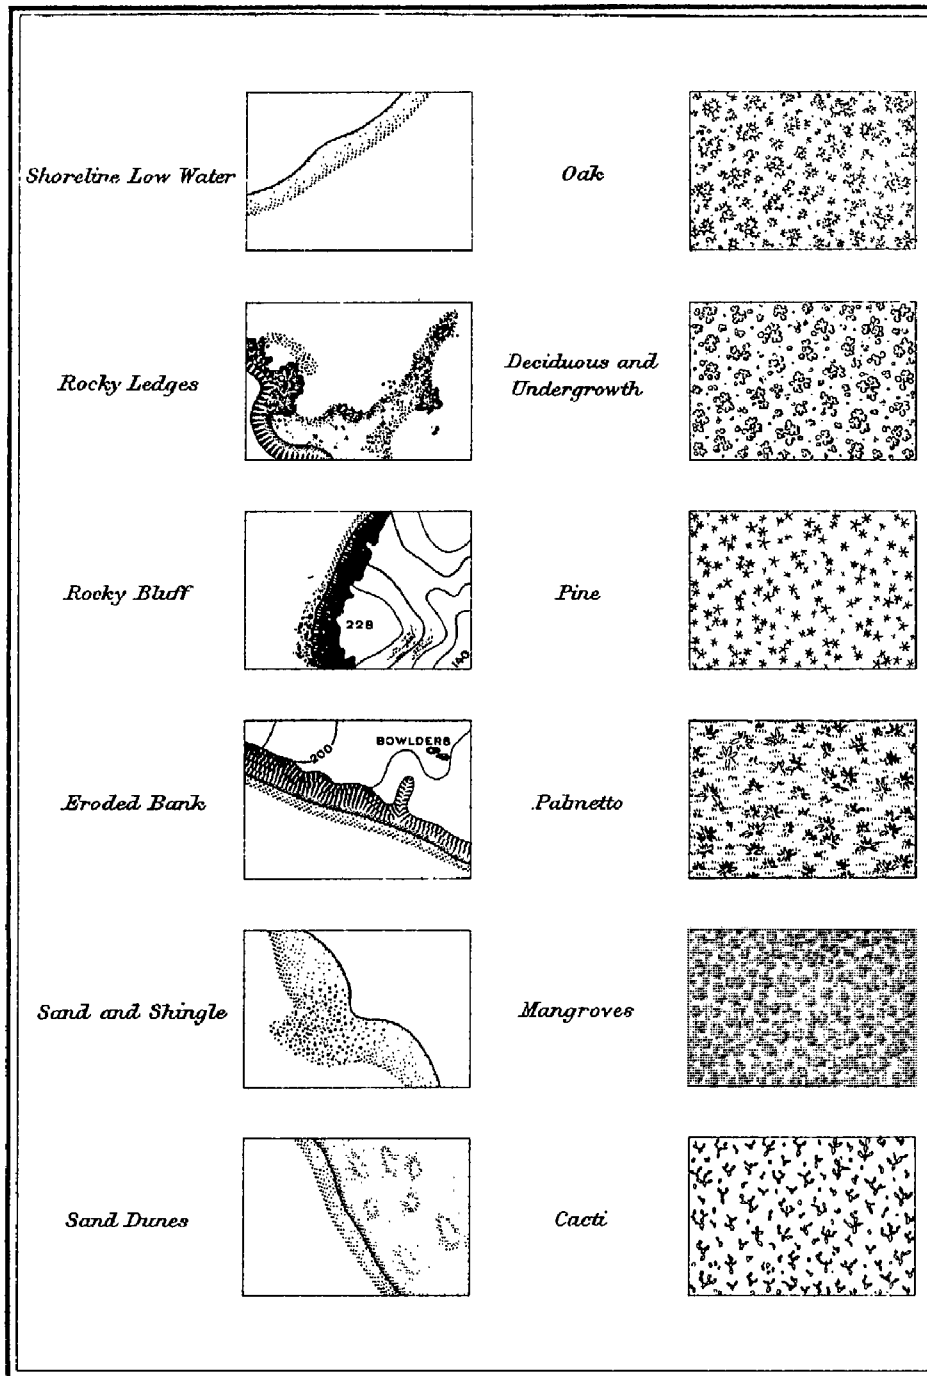 Shoreline Low Water
Oak
Rocky Ledges
Deciduous and
Undergrowth
Rocky Bluff
228
140
Pine
Eroded Bank
200
BOWLDERS
Palmetto
Sand and Shingle
Mangroves
Sand Dunes
Cacti